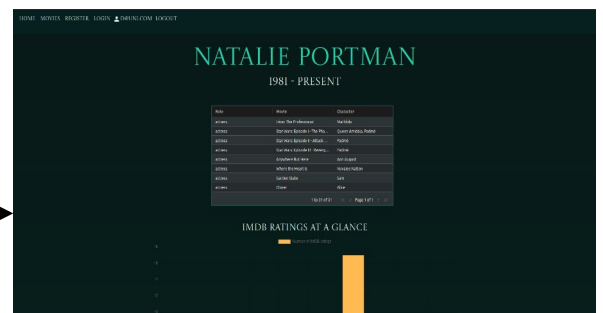 HOME MOVIES REGISTER LOGIN LOGOUT
NATALIE PORTMAN
1981 - PRESENT
Role Movie Character
actress Léon: The Professional Mathilda
actress Star Wars: Episode I - The Pha... Queen Amidala, Padmé
actress Star Wars: Episode II - Attack ... Padmé
actress Star Wars: Episode III - Reveng... Padmé
actress Anywhere But Here Ann August
actress Where the Heart Is Novalee Nation
actress Garden State Sam
actress Closer Alice
Page 1 of 1
IMDB RATINGS AT A GLANCE